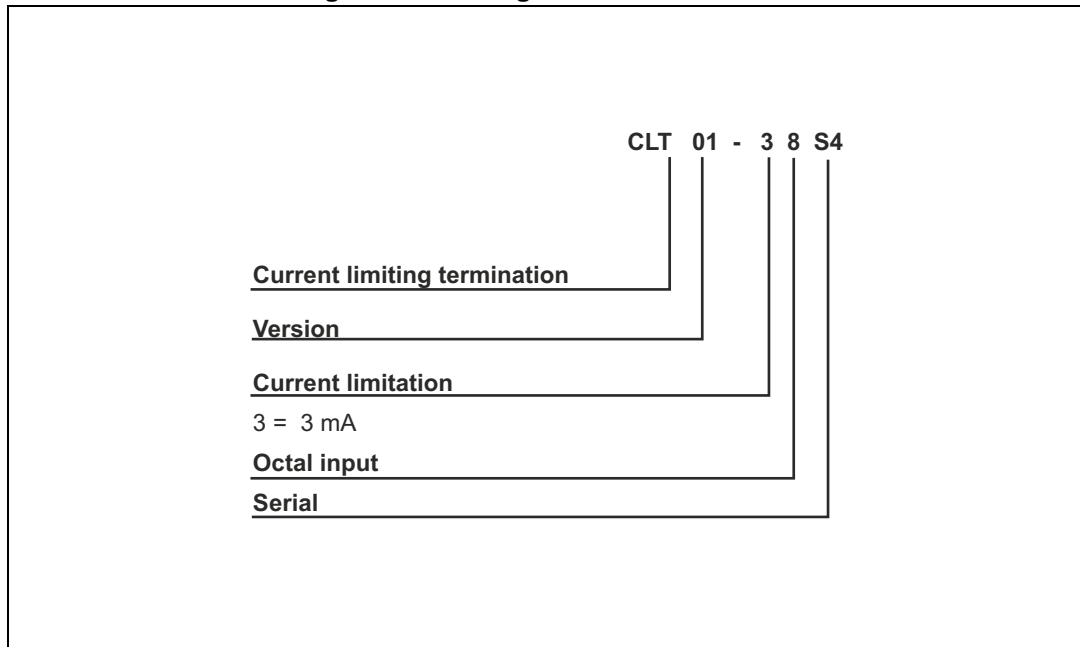 CLT 01 - 3 8 S4
Current limiting termination
Version
Current limitation
3 = 3 mA
Octal input
Serial